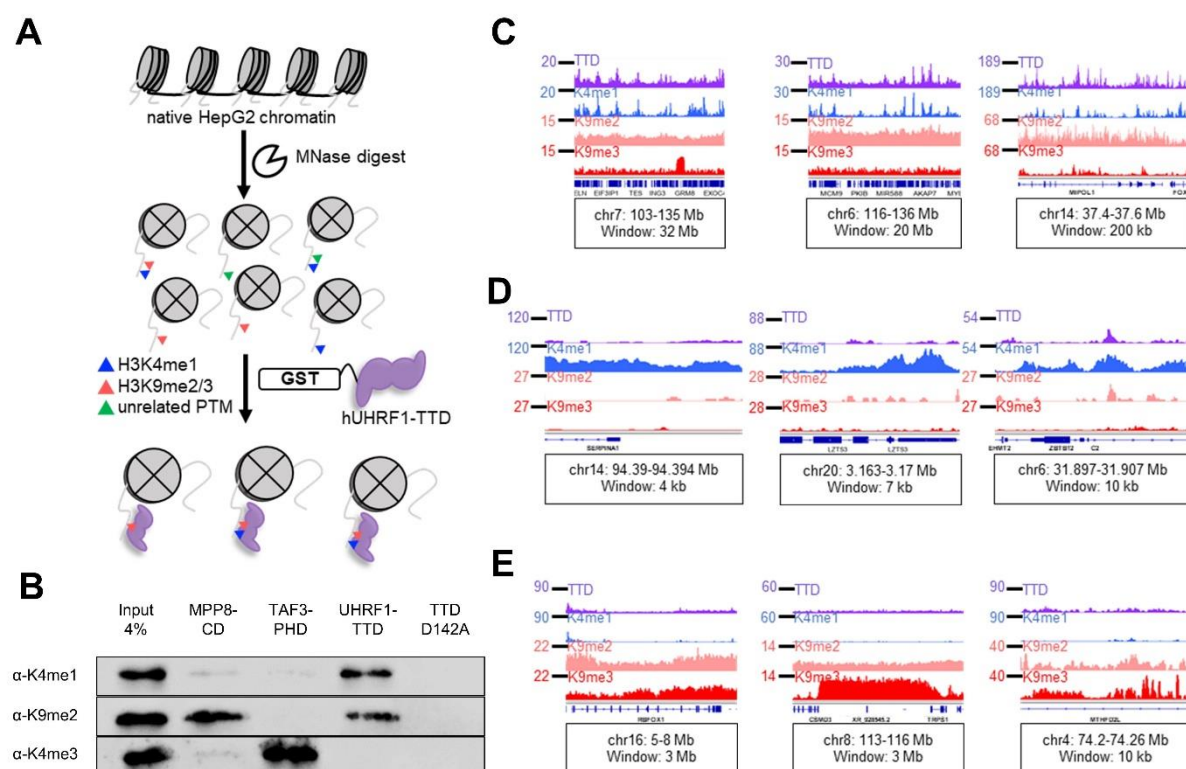 A
native HepG2 chromatin
MNase digest
H3K4me1
H3K9me2/3
unrelated PTM
GST
hUHRF1-TTD
B
Input 4%
MPP8-CD
TAF3-PHD
UHRF1-TTD
TTD D142A
α-K4me1
α-K9me2
α-K4me3
C
20 TTD
20 K4me1
15 K9me2
15 K9me3
ELN EIF3IP1 TES ING3 GRM8 EXOC4
chr7: 103-135 Mb
Window: 32 Mb
30 TTD
30 K4me1
15 K9me2
15 K9me3
MCM9 PKIB MIR588 AKAP7 MYB
chr6: 116-136 Mb
Window: 20 Mb
189 TTD
189 K4me1
68 K9me2
68 K9me3
MIPOL1 FOX
chr14: 37.4-37.6 Mb
Window: 200 kb
D
120 TTD
120 K4me1
27 K9me2
27 K9me3
SERPINA1
chr14: 94.39-94.394 Mb
Window: 4 kb
88 TTD
88 K4me1
28 K9me2
28 K9me3
LZTS3 LZTS3
chr20: 3.163-3.17 Mb
Window: 7 kb
54 TTD
54 K4me1
27 K9me2
27 K9me3
EHMT2 ZBTB12 C2
chr6: 31.897-31.907 Mb
Window: 10 kb
E
90 TTD
90 K4me1
22 K9me2
22 K9me3
RBFOX1
chr16: 5-8 Mb
Window: 3 Mb
60 TTD
60 K4me1
14 K9me2
14 K9me3
CSMD3 XR_928545.2 TRPS1
chr8: 113-116 Mb
Window: 3 Mb
90 TTD
90 K4me1
40 K9me2
40 K9me3
MTHFD2L
chr4: 74.2-74.26 Mb
Window: 10 kb